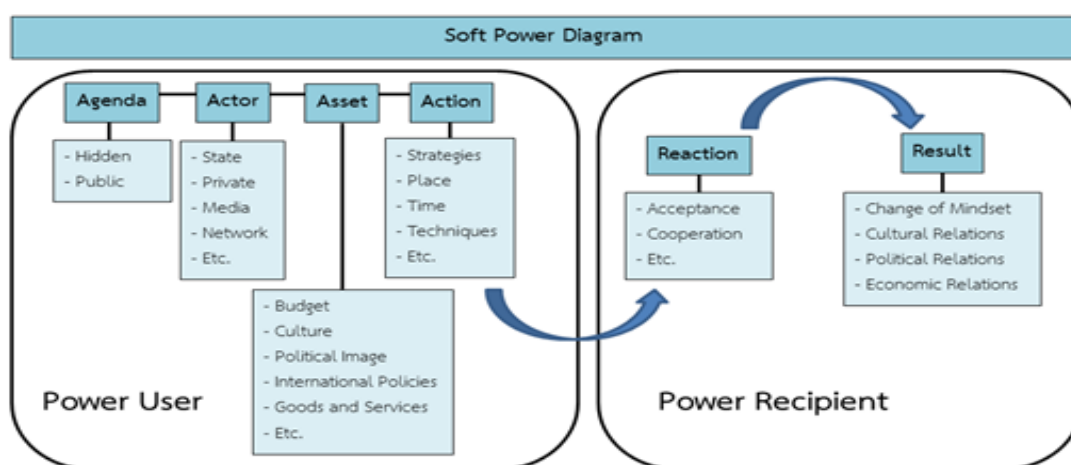 Soft Power Diagram
Agenda
- Hidden
- Public
Actor
- State
- Private
- Media
- Network
- Etc.
Asset
- Budget
- Culture
- Political Image
- International Policies
- Goods and Services
- Etc.
Action
- Strategies
- Place
- Time
- Techniques
- Etc.
Power User
Reaction
- Acceptance
- Cooperation
- Etc.
Result
- Change of Mindset
- Cultural Relations
- Political Relations
- Economic Relations
Power Recipient